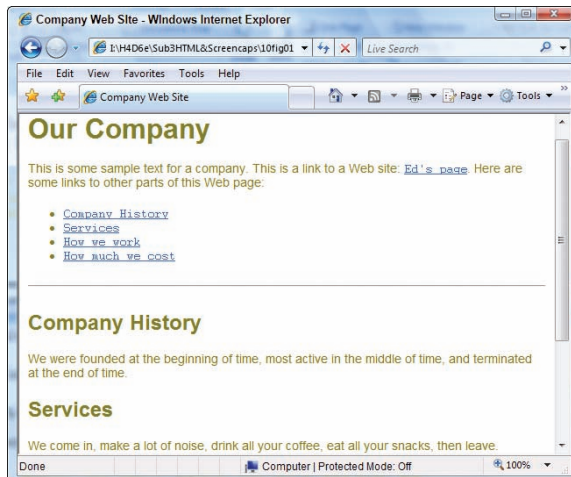 Company Web Site - Windows Internet Explorer
I:\H4D6e\Sub3HTML&Screencaps\10fig01
Live Search
File Edit View Favorites Tools Help
Company Web Site
Page Tools
Our Company
This is some sample text for a company. This is a link to a Web site: Ed's page. Here are
some links to other parts of this Web page:
Company History
Services
How we work
How much we cost
Company History
We were founded at the beginning of time, most active in the middle of time, and terminated
at the end of time.
Services
We come in, make a lot of noise, drink all your coffee, eat all your snacks, then leave.
Done
Computer | Protected Mode: Off
100%